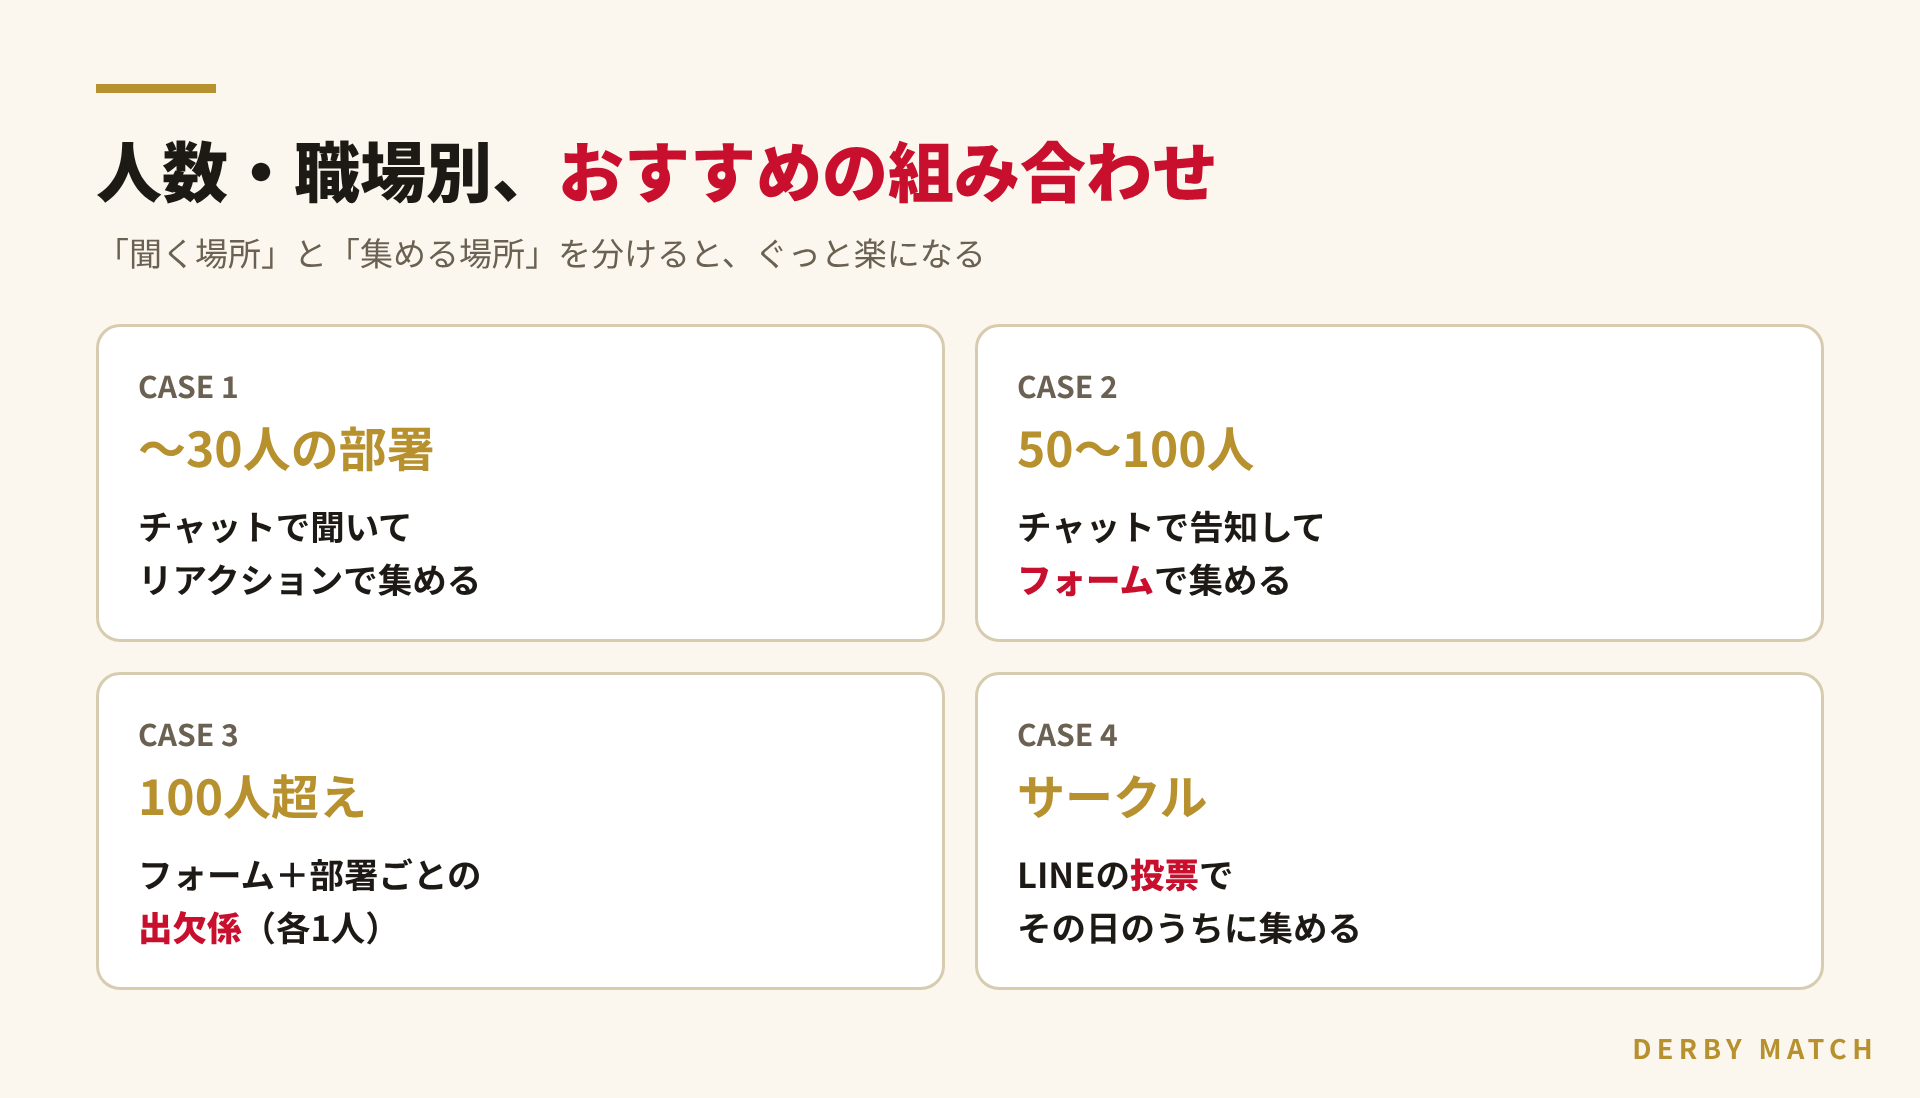 人数・職場別、おすすめの組み合わせ
「聞く場所」と「集める場所」を分けると、ぐっと楽になる
CASE 1
〜30人の部署
チャットで聞いて
リアクションで集める
CASE 2
50〜100人
チャットで告知して
フォームで集める
CASE 3
100人超え
フォーム＋部署ごとの
出欠係（各1人）
CASE 4
サークル
LINEの投票で
その日のうちに集める
DERBY MATCH